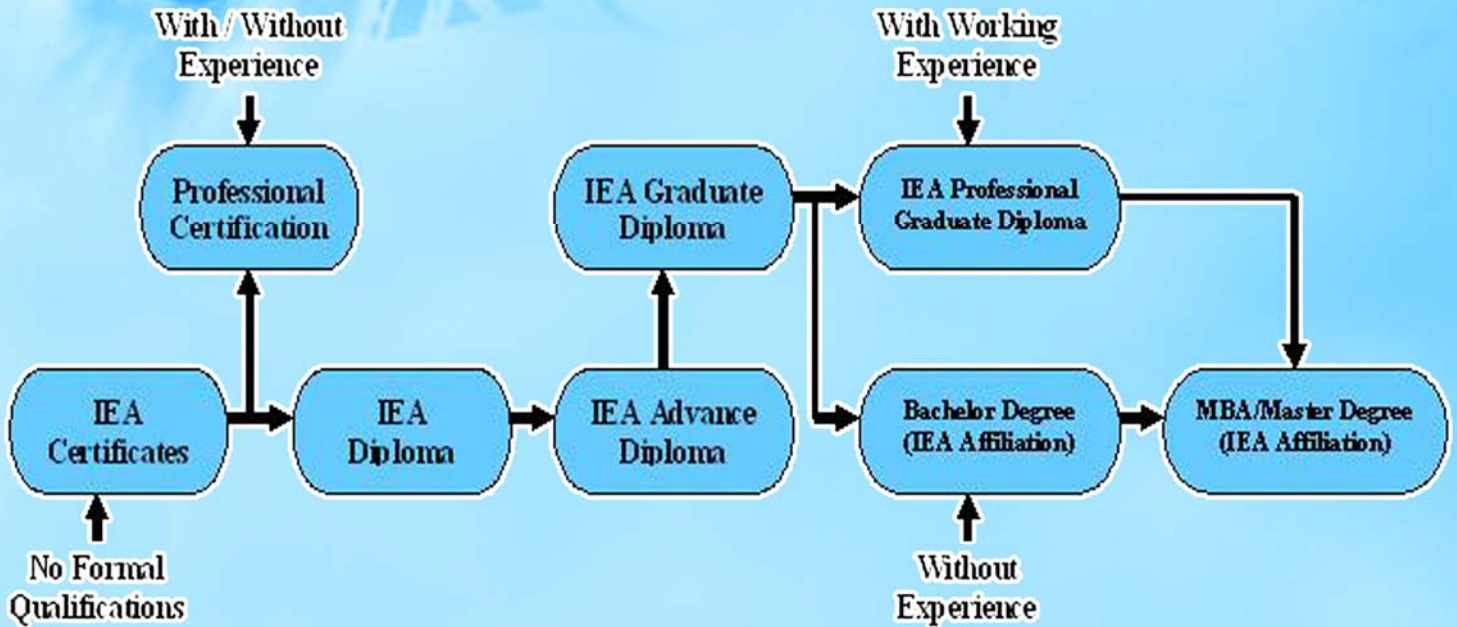 With / Without
Experience
With Working
Experience
Professional
Certification
IEA Graduate
Diploma
IEA Professional
Graduate Diploma
IEA
Certificates
IEA
Diploma
IEA Advance
Diploma
Bachelor Degree
(IEA Affiliation)
MBA/Master Degree
(IEA Affiliation)
No Formal
Qualifications
Without
Experience